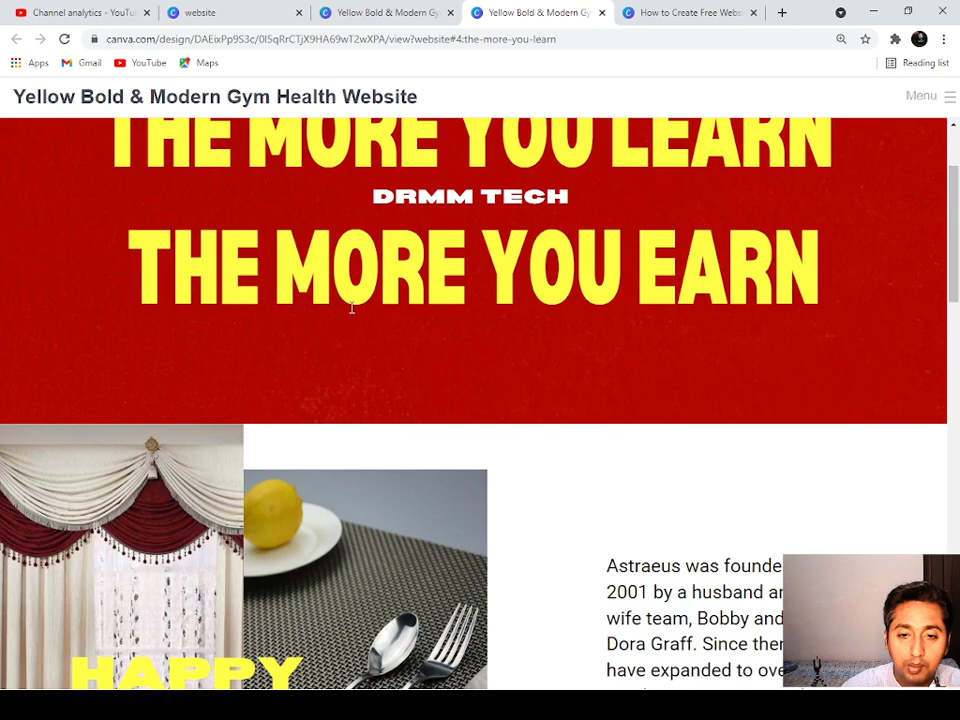 Channel analytics - YouTu
website
Yellow Bold & Modern Gy
Yellow Bold & Modern Gy
How to Create Free Webs
canva.com/design/DAEixPp9S3c/0I5qRrCTjX9HA69wT2wXPA/view?website#4:the-more-you-learn
Apps
Gmail
YouTube
Maps
Reading list
Yellow Bold & Modern Gym Health Website
Menu
THE MORE YOU LEARN
DRMM TECH
THE MORE YOU EARN
HAPPY
Astraeus was founde
2001 by a husband an
wife team, Bobby and
Dora Graff. Since ther
have expanded to ove